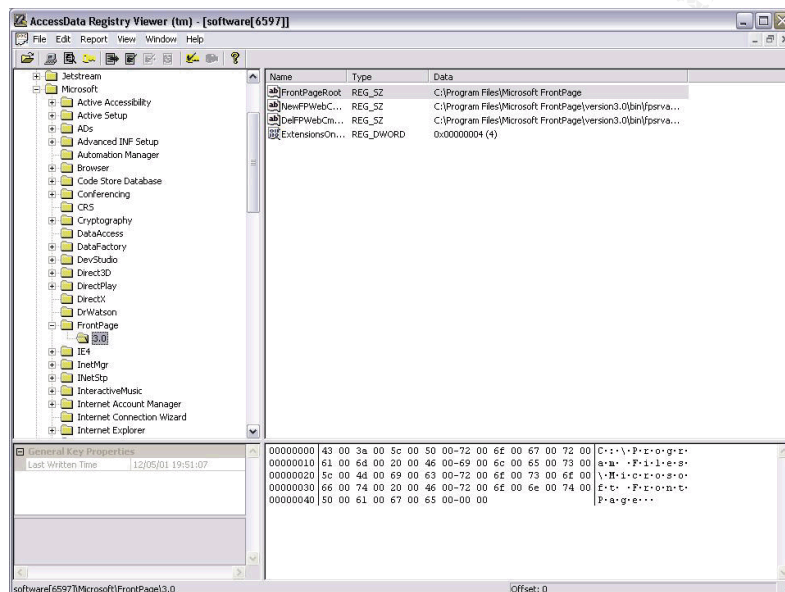 AccessData Registry Viewer (tm) - [software[6597]]
File Edit Report View Window Help
Jetstream
Microsoft
Active Accessibility
Active Setup
ADs
Advanced INF Setup
Automation Manager
Browser
Code Store Database
Conferencing
CRS
Cryptography
DataAccess
DataFactory
DevStudio
Direct3D
DirectPlay
DirectX
DrWatson
FrontPage
3.0
IE4
InetMgr
INetStp
InteractiveMusic
Internet Account Manager
Internet Connection Wizard
Internet Explorer
Name Type Data
FrontPageRoot REG_SZ C:\Program Files\Microsoft FrontPage
NewFPWebC... REG_SZ C:\Program Files\Microsoft FrontPage\version3.0\bin\fpsrva...
DelFPWebCm... REG_SZ C:\Program Files\Microsoft FrontPage\version3.0\bin\fpsrva...
ExtensionsOn... REG_DWORD 0x00000004 (4)
General Key Properties
Last Written Time 12/05/01 19:51:07
00000000 43 00 3a 00 5c 00 50 00-72 00 6f 00 67 00 72 00 C·:·\·P·r·o·g·r·
00000010 61 00 6d 00 20 00 46 00-69 00 6c 00 65 00 73 00 a·m· ·F·i·l·e·s·
00000020 5c 00 4d 00 69 00 63 00-72 00 6f 00 73 00 6f 00 \·M·i·c·r·o·s·o·
00000030 66 00 74 00 20 00 46 00-72 00 6f 00 6e 00 74 00 f·t· ·F·r·o·n·t·
00000040 50 00 61 00 67 00 65 00-00 00 P·a·g·e···
software[6597]\Microsoft\FrontPage\3.0 Offset: 0